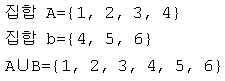 집합 A={1, 2, 3, 4}
집합 b={4, 5, 6}
A∪B={1, 2, 3, 4, 5, 6}